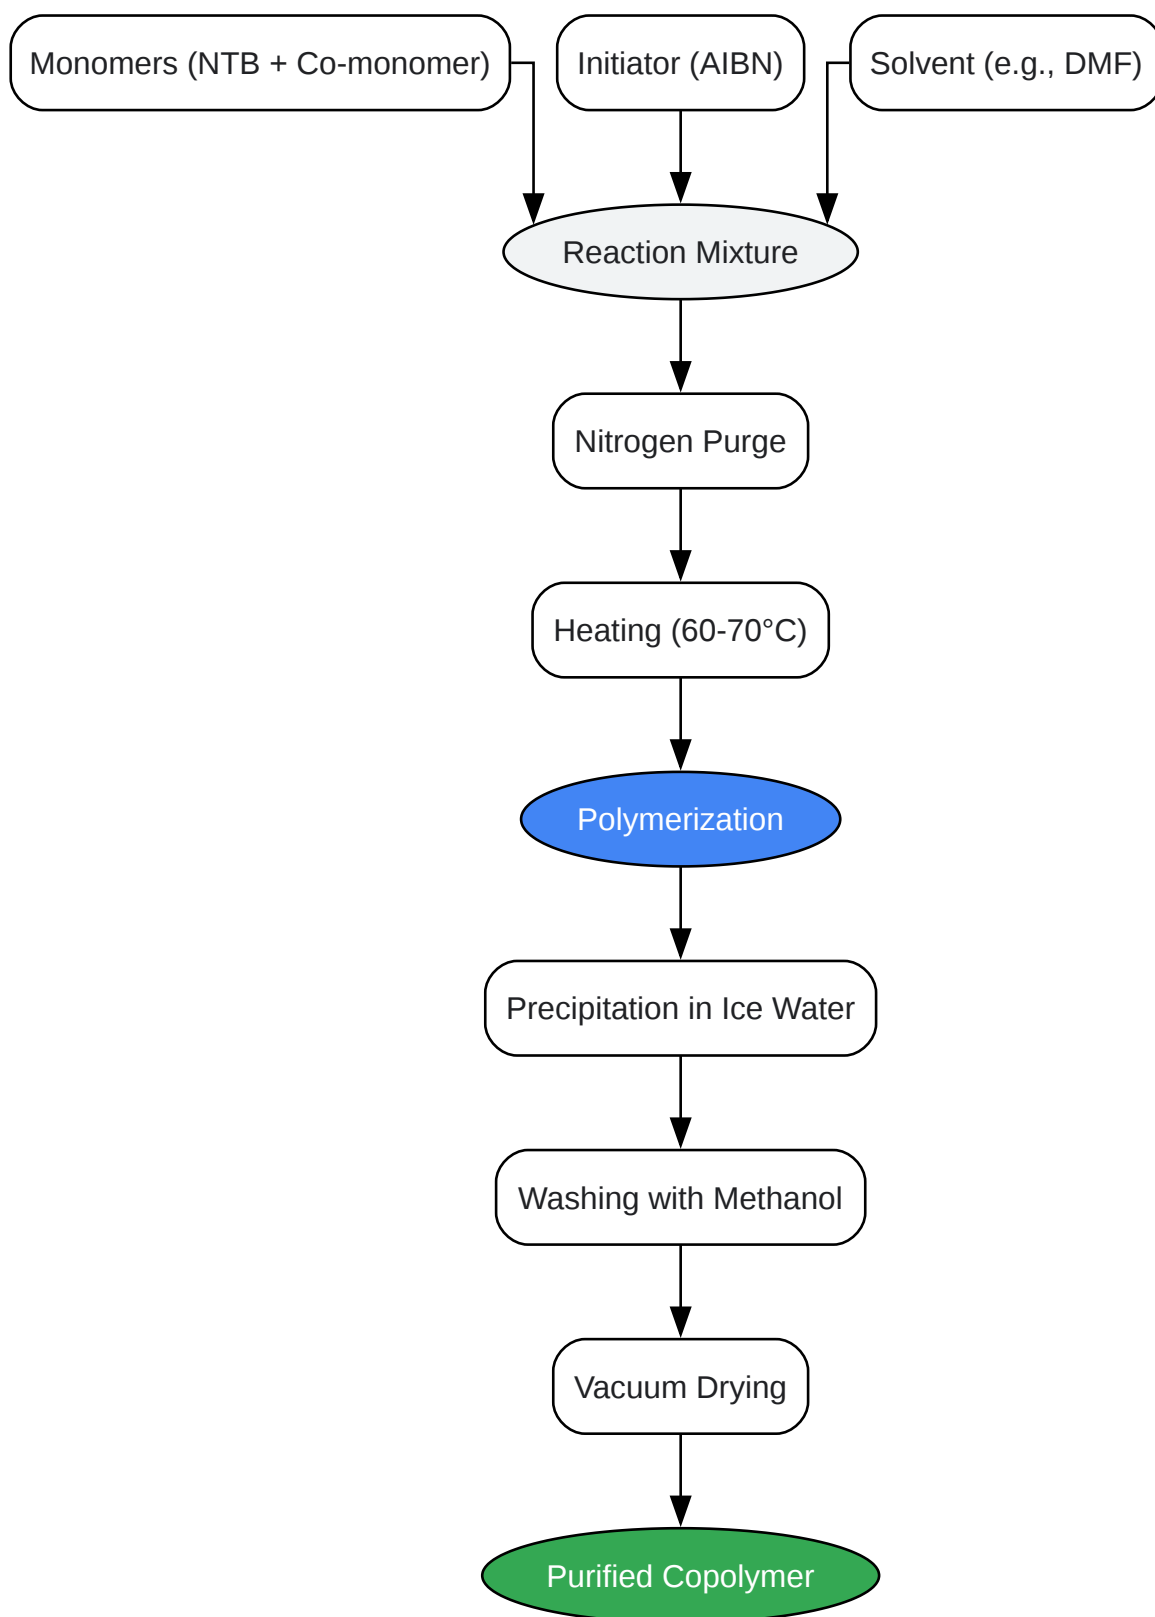 Monomers (NTB + Co-monomer)
Initiator (AIBN)
Solvent (e.g., DMF)
Reaction Mixture
Nitrogen Purge
Heating (60-70°C)
Polymerization
Precipitation in Ice Water
Washing with Methanol
Vacuum Drying
Purified Copolymer